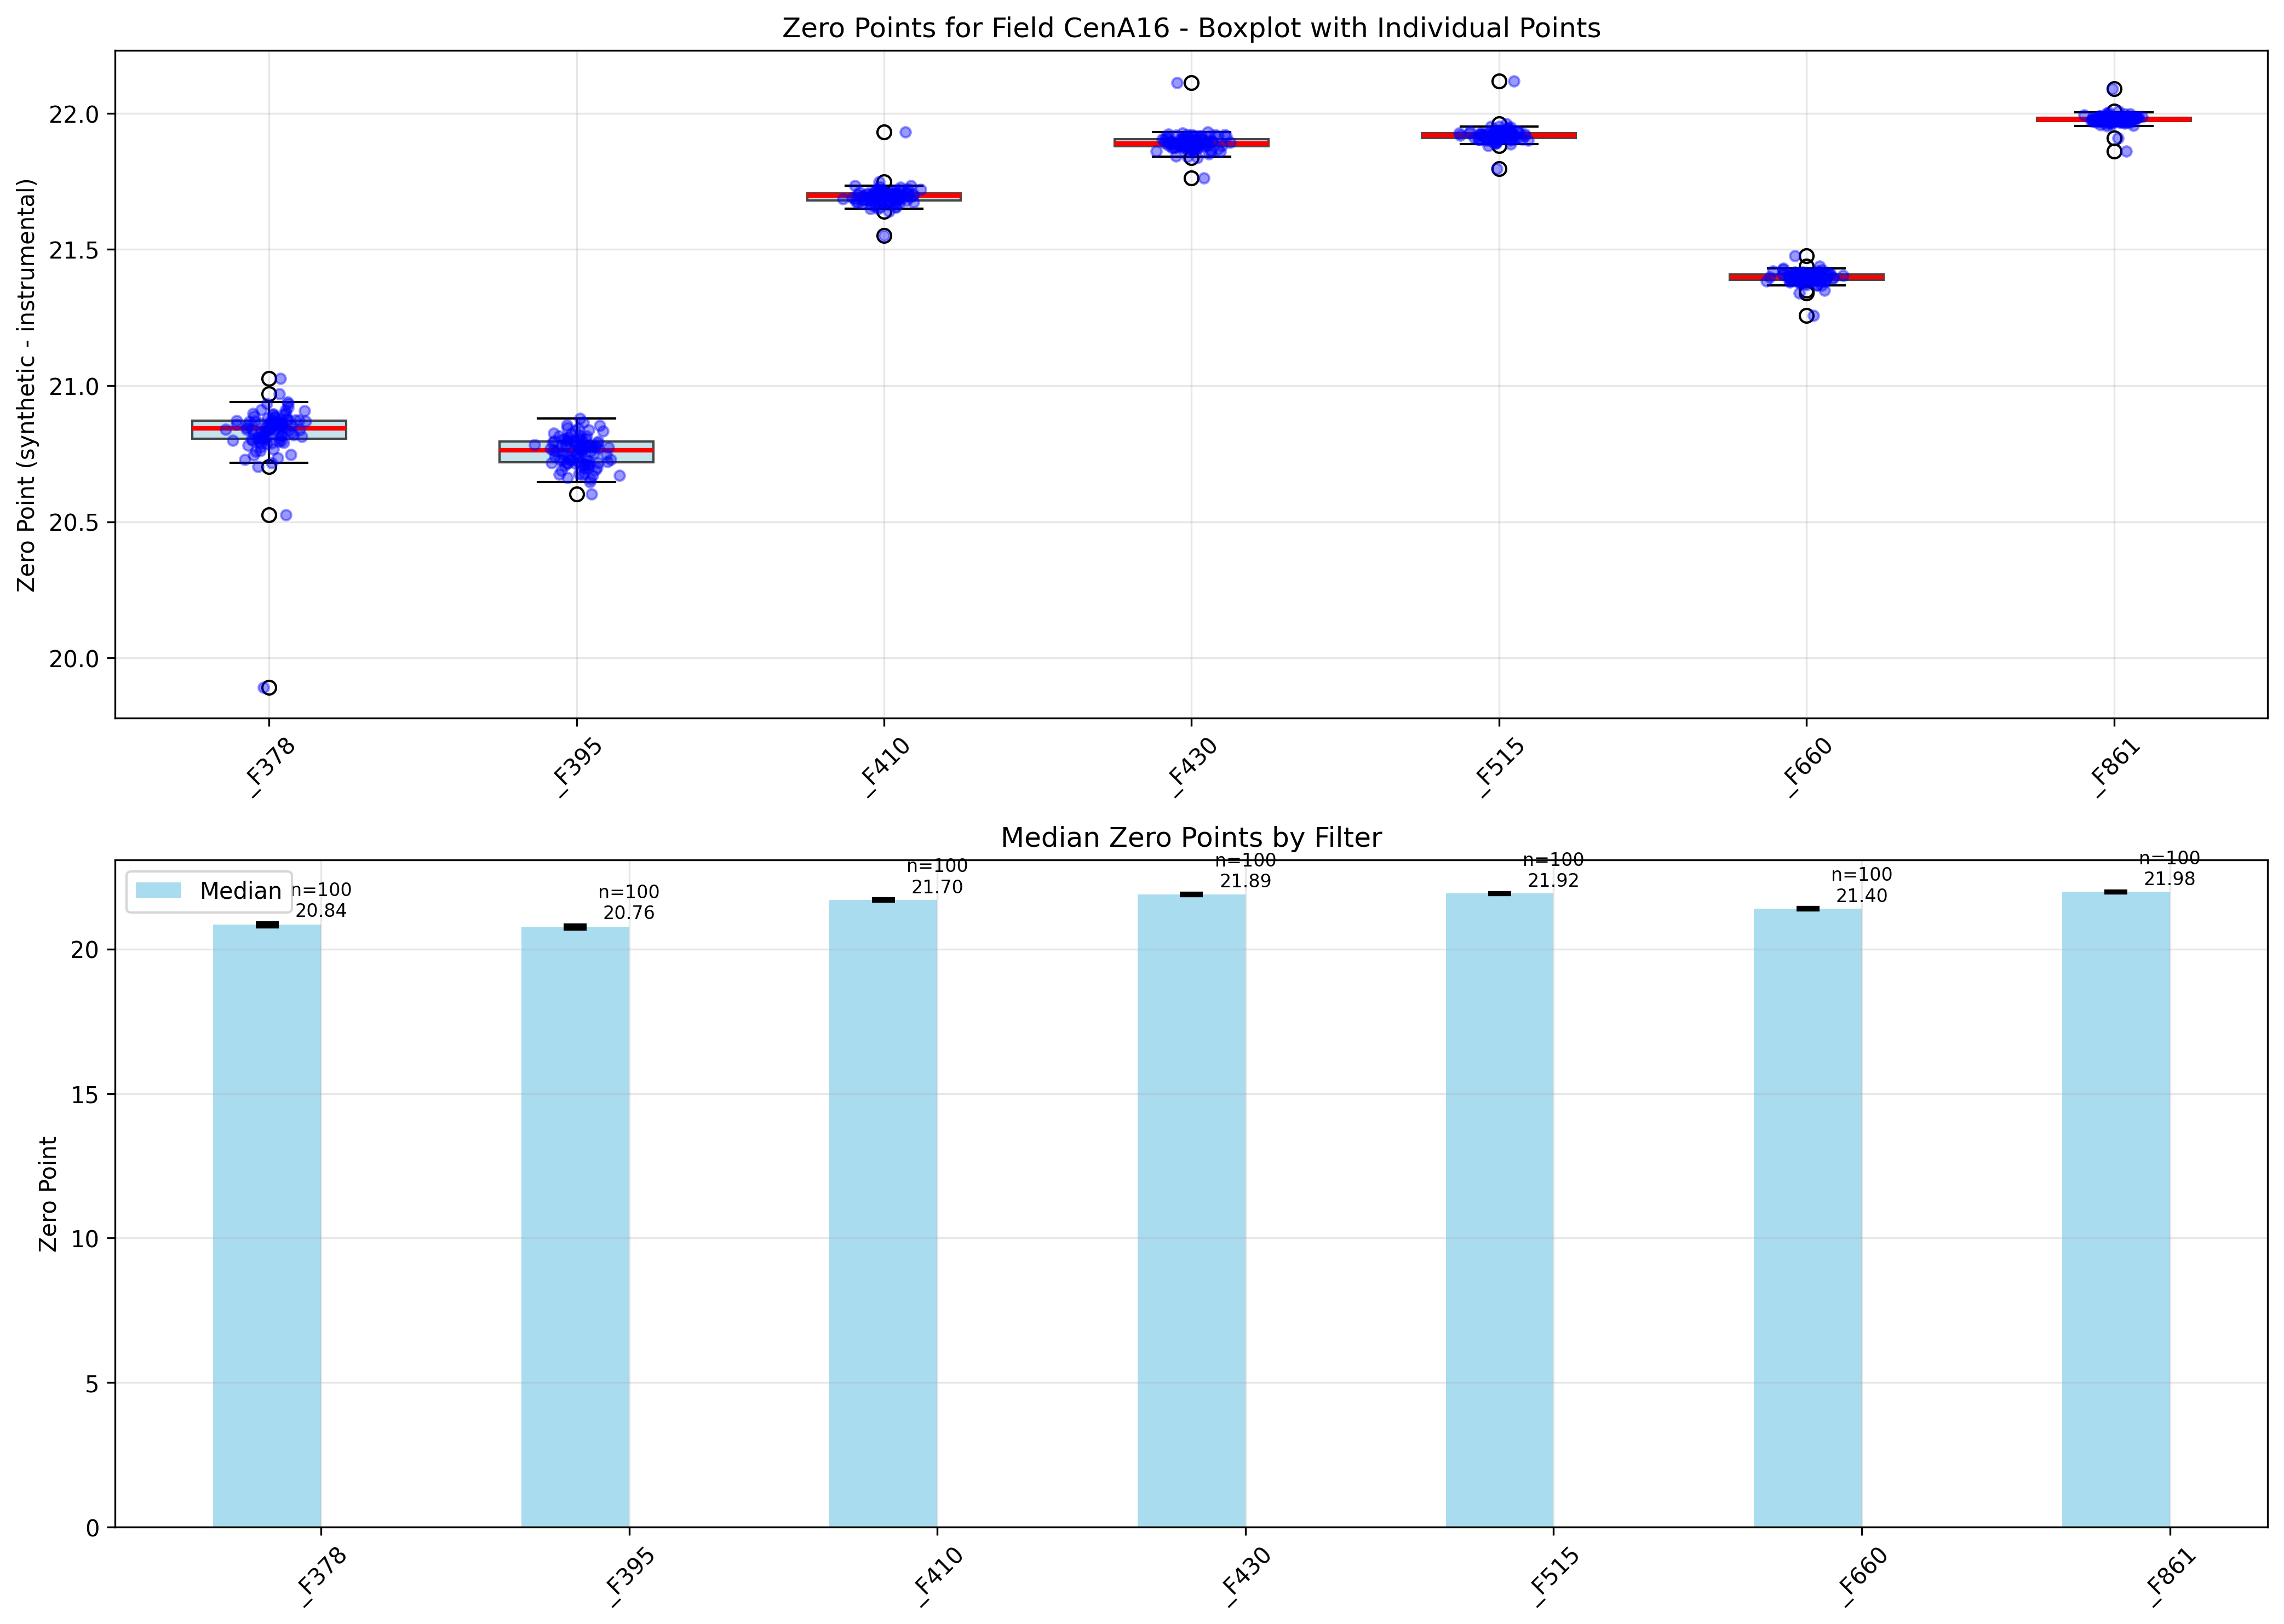 Zero Points for Field CenA16 - Boxplot with Individual Points
Zero Point (synthetic - instrumental)
22.0
21.5
21.0
20.5
20.0
_F378
_F395
_F410
_F430
_F515
_F660
_F861
Median Zero Points by Filter
Median
n=100
20.84
n=100
20.76
n=100
21.70
n=100
21.89
n=100
21.92
n=100
21.40
n=100
21.98
Zero Point
20
15
10
5
0
_F378
_F395
_F410
_F430
_F515
_F660
_F861